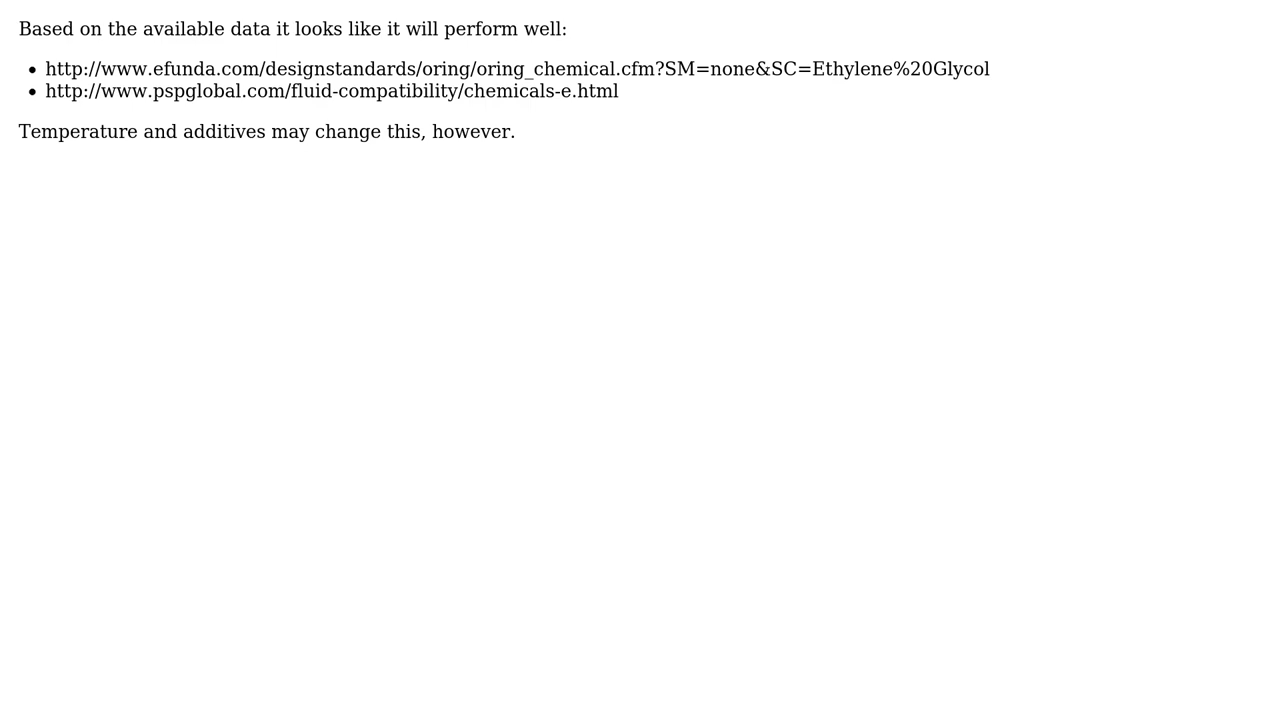 Based on the available data it looks like it will perform well:
• http://www.efunda.com/designstandards/oring/oring_chemical.cfm?SM=none&SC=Ethylene%20Glycol
• http://www.pspglobal.com/fluid-compatibility/chemicals-e.html
Temperature and additives may change this, however.